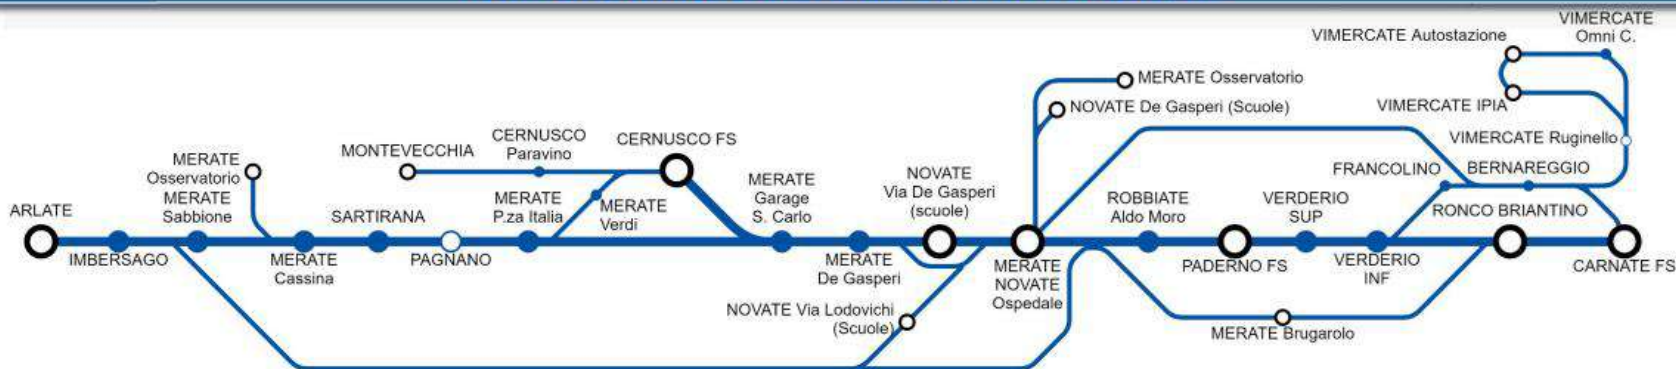 VIMERCATE
Omni C.
VIMERCATE Autostazione
MERATE Osservatorio
VIMERCATE IPIA
NOVATE De Gasperi (Scuole)
CERNUSCO
Paravino
CERNUSCO FS
VIMERCATE Ruginello
MONTEVECCHIA
MERATE
Osservatorio
NOVATE
Via De Gasperi
(scuole)
FRANCOLINO
BERNAREGGIO
MERATE
Garage
S. Carlo
MERATE
Sabbione
MERATE
P.za Italia
MERATE
Verdi
ROBBIATE
Aldo Moro
VERDERIO
SUP
ARLATE
SARTIRANA
RONCO BRIANTINO
IMBERSAGO
MERATE
Cassina
PAGNANO
MERATE
De Gasperi
MERATE
NOVATE
Ospedale
PADERNO FS
VERDERIO
INF
CARNATE FS
NOVATE Via Lodovichi
(Scuole)
MERATE Brugarolo